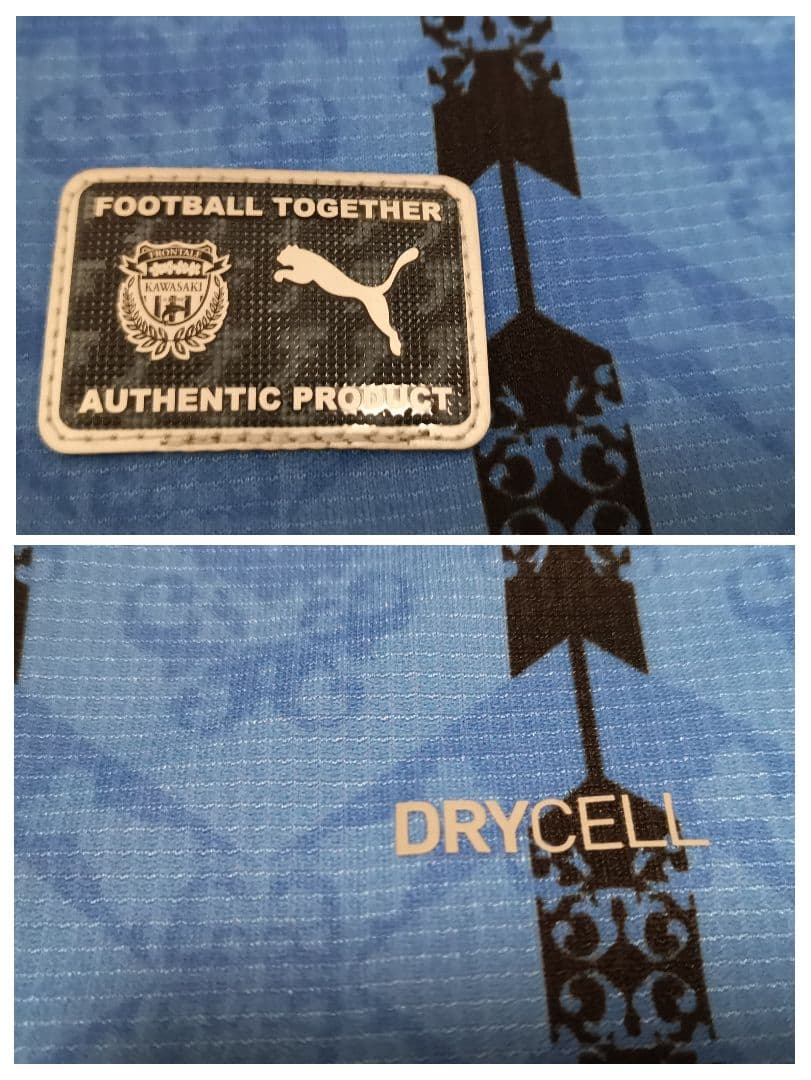 FOOTBALL TOGETHER
FRONTALE
KAWASAKI
AUTHENTIC PRODUCT
DRYCELL